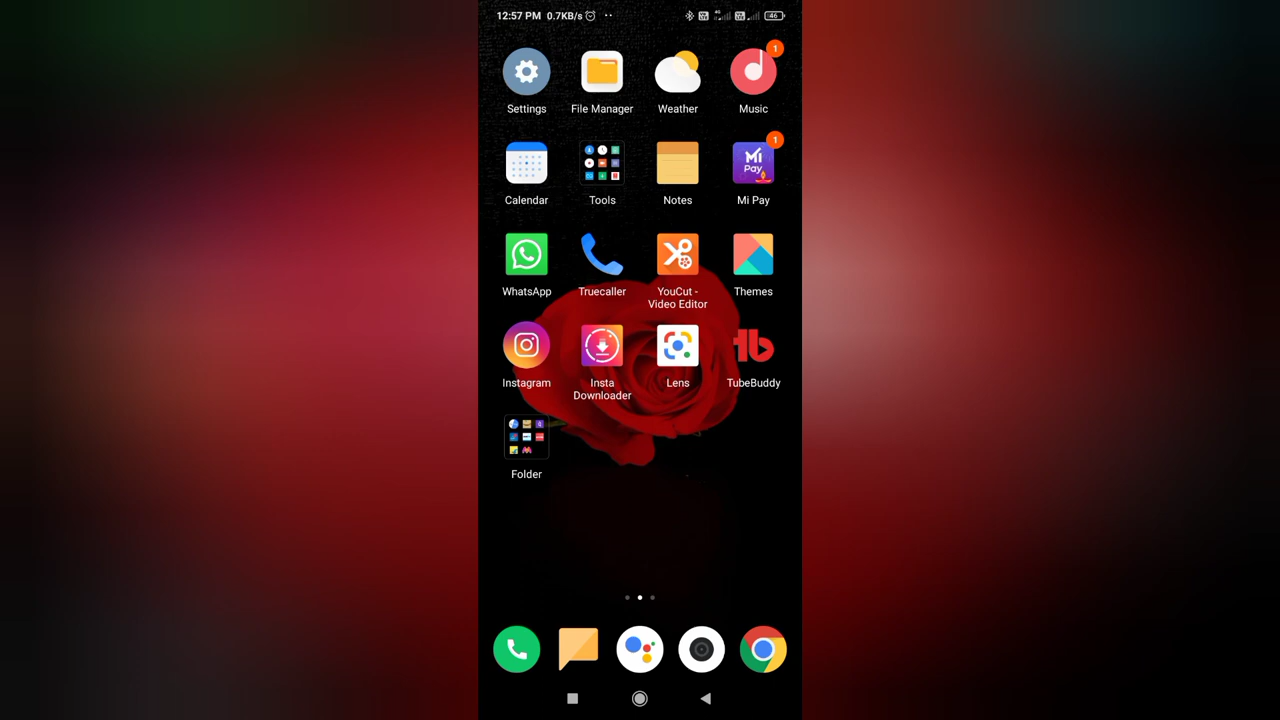 12:57 PM 0.7KB/s
4G 46
1
Settings File Manager Weather Music
1
Mi Pay
Calendar Tools Notes Mi Pay
WhatsApp Truecaller YouCut - Video Editor Themes
Instagram Insta Downloader Lens TubeBuddy
Folder